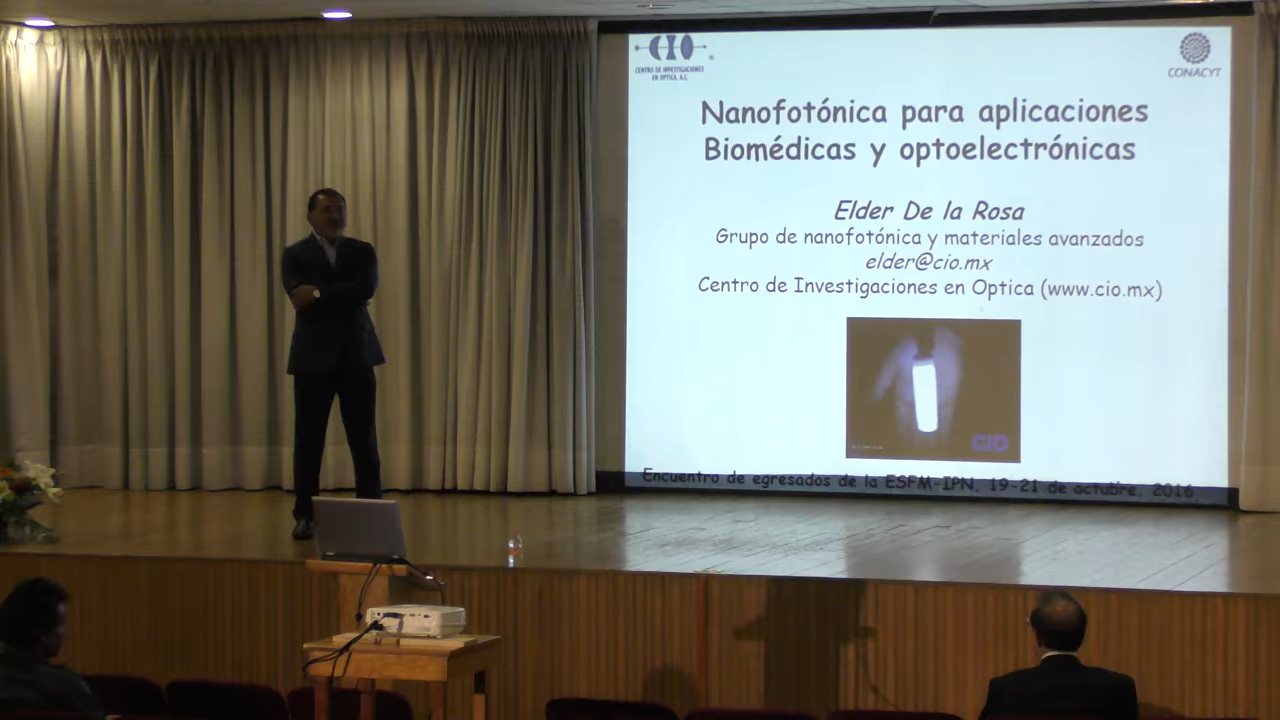 CIO
CENTRO DE INVESTIGACIONES
EN OPTICA, A.C.
CONACYT
Nanofotónica para aplicaciones
Biomédicas y optoelectrónicas
Elder De la Rosa
Grupo de nanofotónica y materiales avanzados
elder@cio.mx
Centro de Investigaciones en Optica (www.cio.mx)
CIO
Encuentro de egresados de la ESFM-IPN, 19-21 de octubre, 2016